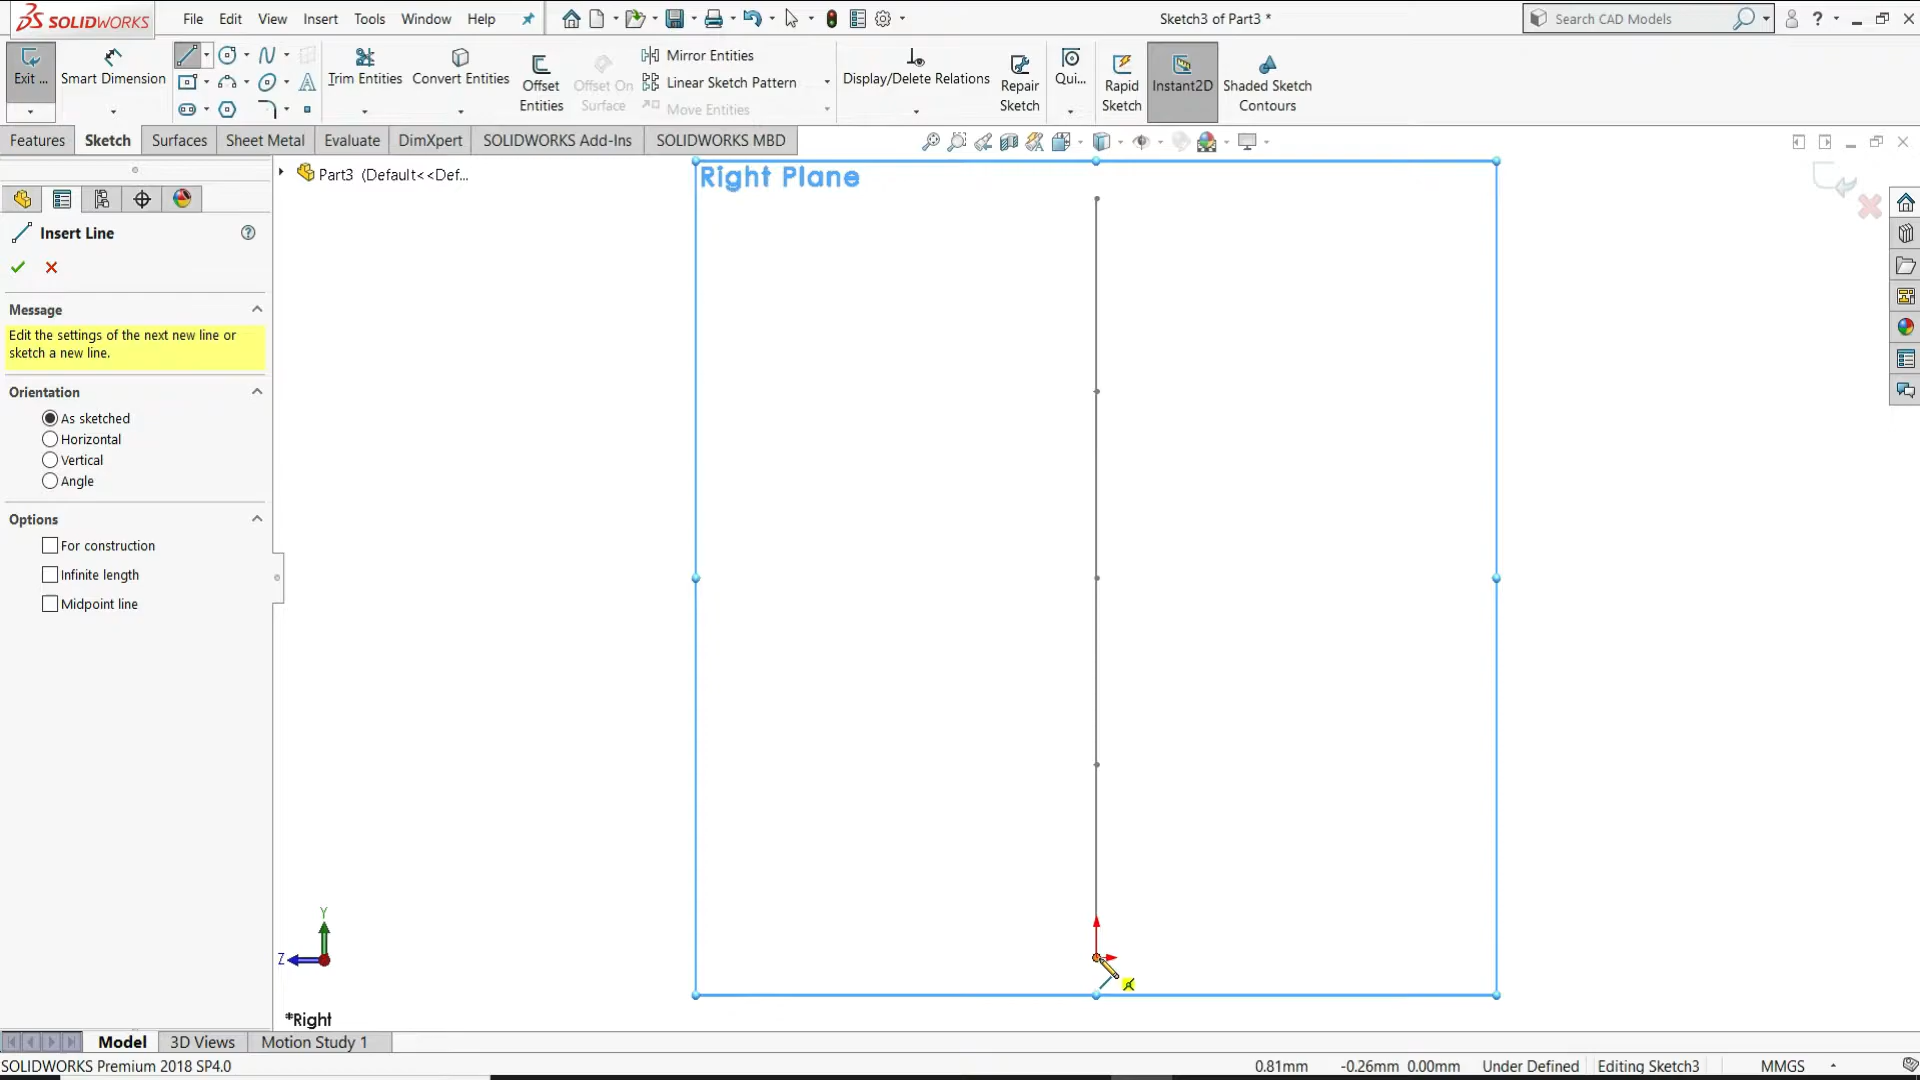 SOLIDWORKS
File Edit View Insert Tools Window Help
Sketch3 of Part3 *
Search CAD Models
Exit ...
Smart Dimension
Trim Entities
Convert Entities
Offset Entities
Offset On Surface
Mirror Entities
Linear Sketch Pattern
Move Entities
Display/Delete Relations
Repair Sketch
Qui...
Rapid Sketch
Instant2D
Shaded Sketch Contours
Features Sketch Surfaces Sheet Metal Evaluate DimXpert SOLIDWORKS Add-Ins SOLIDWORKS MBD
Part3 (Default<<Def...
Right Plane
Insert Line
Message
Edit the settings of the next new line or
sketch a new line.
Orientation
As sketched
Horizontal
Vertical
Angle
Options
For construction
Infinite length
Midpoint line
Y
Z
*Right
Model 3D Views Motion Study 1
SOLIDWORKS Premium 2018 SP4.0
0.81mm -0.26mm 0.00mm Under Defined Editing Sketch3 MMGS